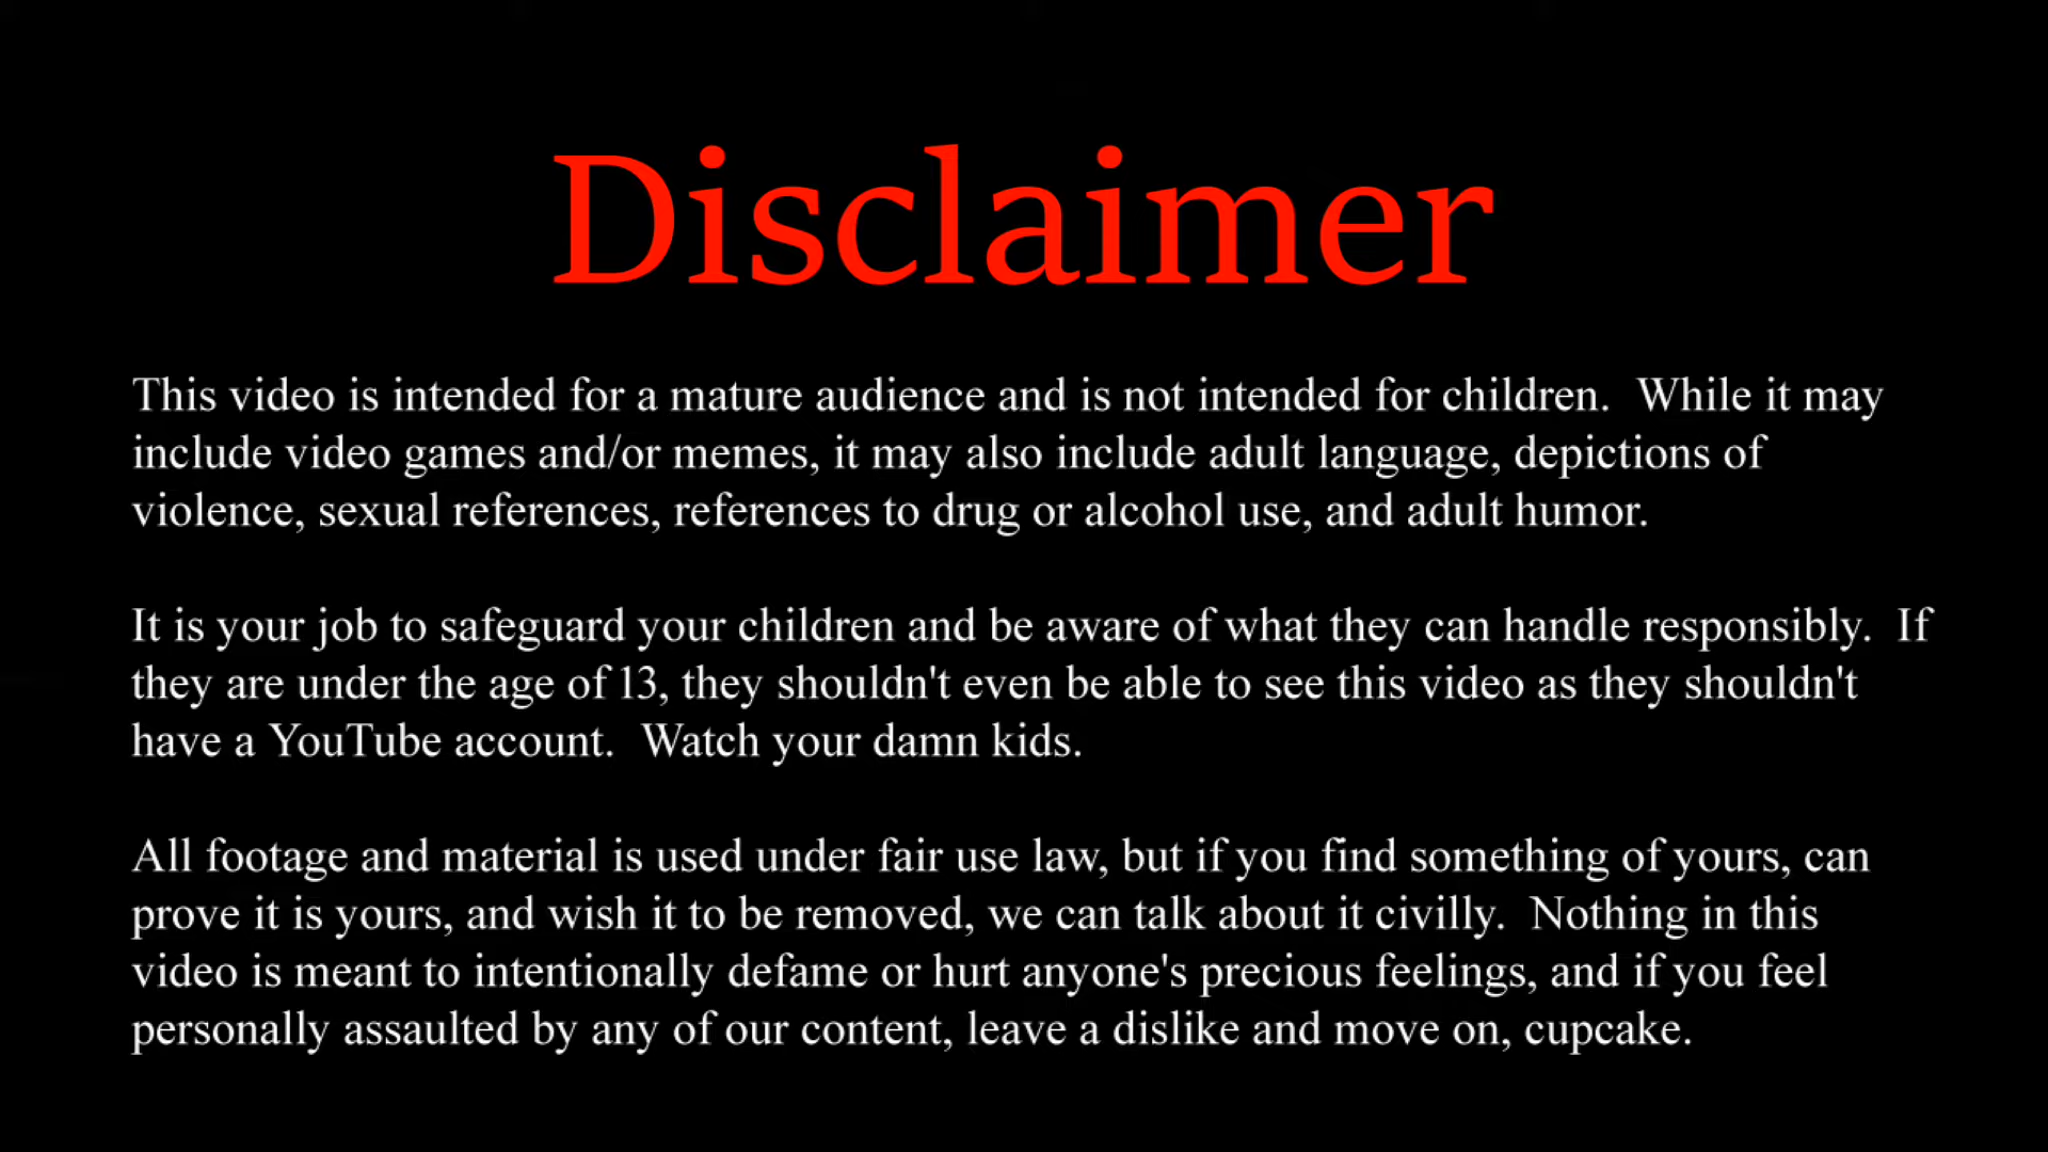 Disclaimer
This video is intended for a mature audience and is not intended for children.  While it may
include video games and/or memes, it may also include adult language, depictions of
violence, sexual references, references to drug or alcohol use, and adult humor.
It is your job to safeguard your children and be aware of what they can handle responsibly.  If
they are under the age of 13, they shouldn't even be able to see this video as they shouldn't
have a YouTube account.  Watch your damn kids.
All footage and material is used under fair use law, but if you find something of yours, can
prove it is yours, and wish it to be removed, we can talk about it civilly.  Nothing in this
video is meant to intentionally defame or hurt anyone's precious feelings, and if you feel
personally assaulted by any of our content, leave a dislike and move on, cupcake.